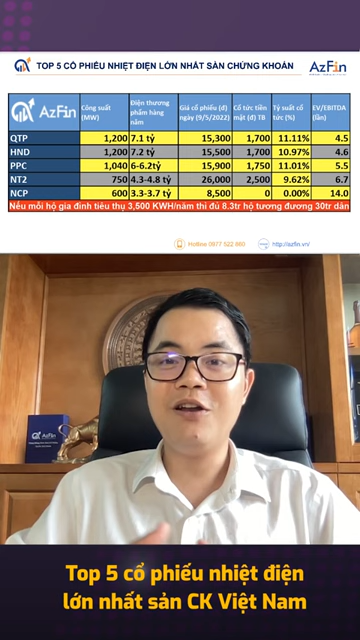 TOP 5 CỔ PHIẾU NHIỆT ĐIỆN LỚN NHẤT SÀN CHỨNG KHOÁN
AzFin
AzFin
Công suất (MW)
Điện thương phẩm hàng năm
Giá cổ phiếu (đ) ngày (9/5/2022)
Cổ tức tiền mặt (đ) TB
Tỷ suất cổ tức (%)
EV/EBITDA (lần)
QTP 1,200 7.1 tỷ 15,300 1,700 11.11% 4.5
HND 1,200 7.2 tỷ 15,500 1,700 10.97% 4.6
PPC 1,040 6-6.2tỷ 15,900 1,750 11.01% 5.5
NT2 750 4.3-4.8 tỷ 26,000 2,500 9.62% 6.7
NCP 600 3.3-3.7 tỷ 8,500 0 0.00% 14.0
Nếu mỗi hộ gia đình tiêu thụ 3,500 KWH/năm thì đủ 8.3tr hộ tương đương 30tr dân
Hotline 0877 522 880
http://azfin.vn/
AzFin
Top 5 cổ phiếu nhiệt điện
lớn nhất sàn CK Việt Nam